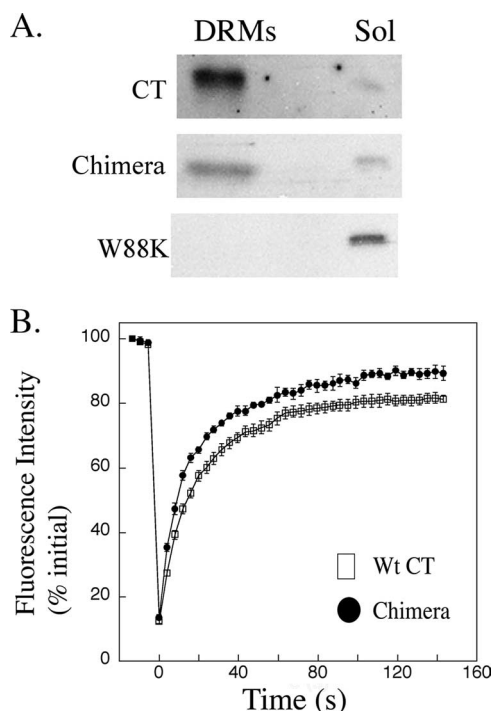 A.
DRMs Sol
CT
Chimera
W88K
B.
Fluorescence Intensity
(% initial)
100
80
60
40
20
0
Wt CT
Chimera
0 40 80 120 160
Time (s)